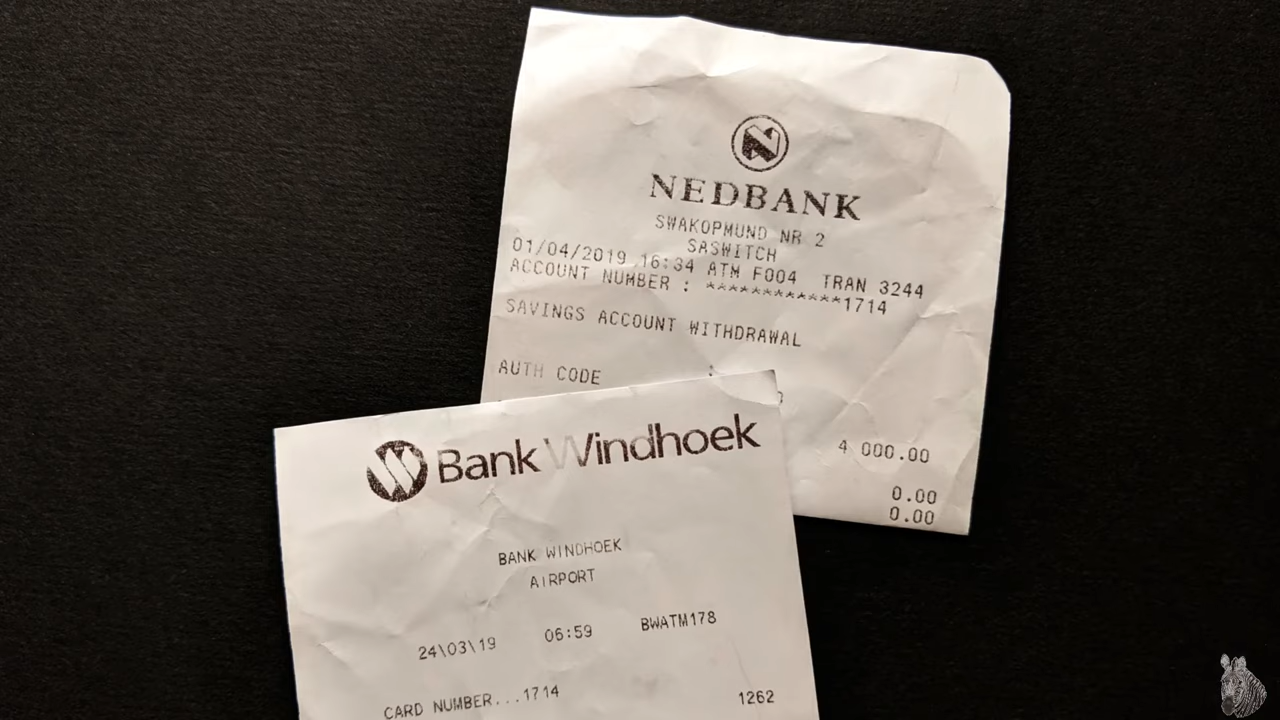 NEDBANK
SWAKOPMUND NR 2
SASWITCH
01/04/2019 16:34 ATM F004 TRAN 3244
ACCOUNT NUMBER : ************1714
SAVINGS ACCOUNT WITHDRAWAL
AUTH CODE :
4 000.00
0.00
0.00
Bank Windhoek
BANK WINDHOEK
AIRPORT
24\03\19 06:59 BWATM178
CARD NUMBER...1714 1262